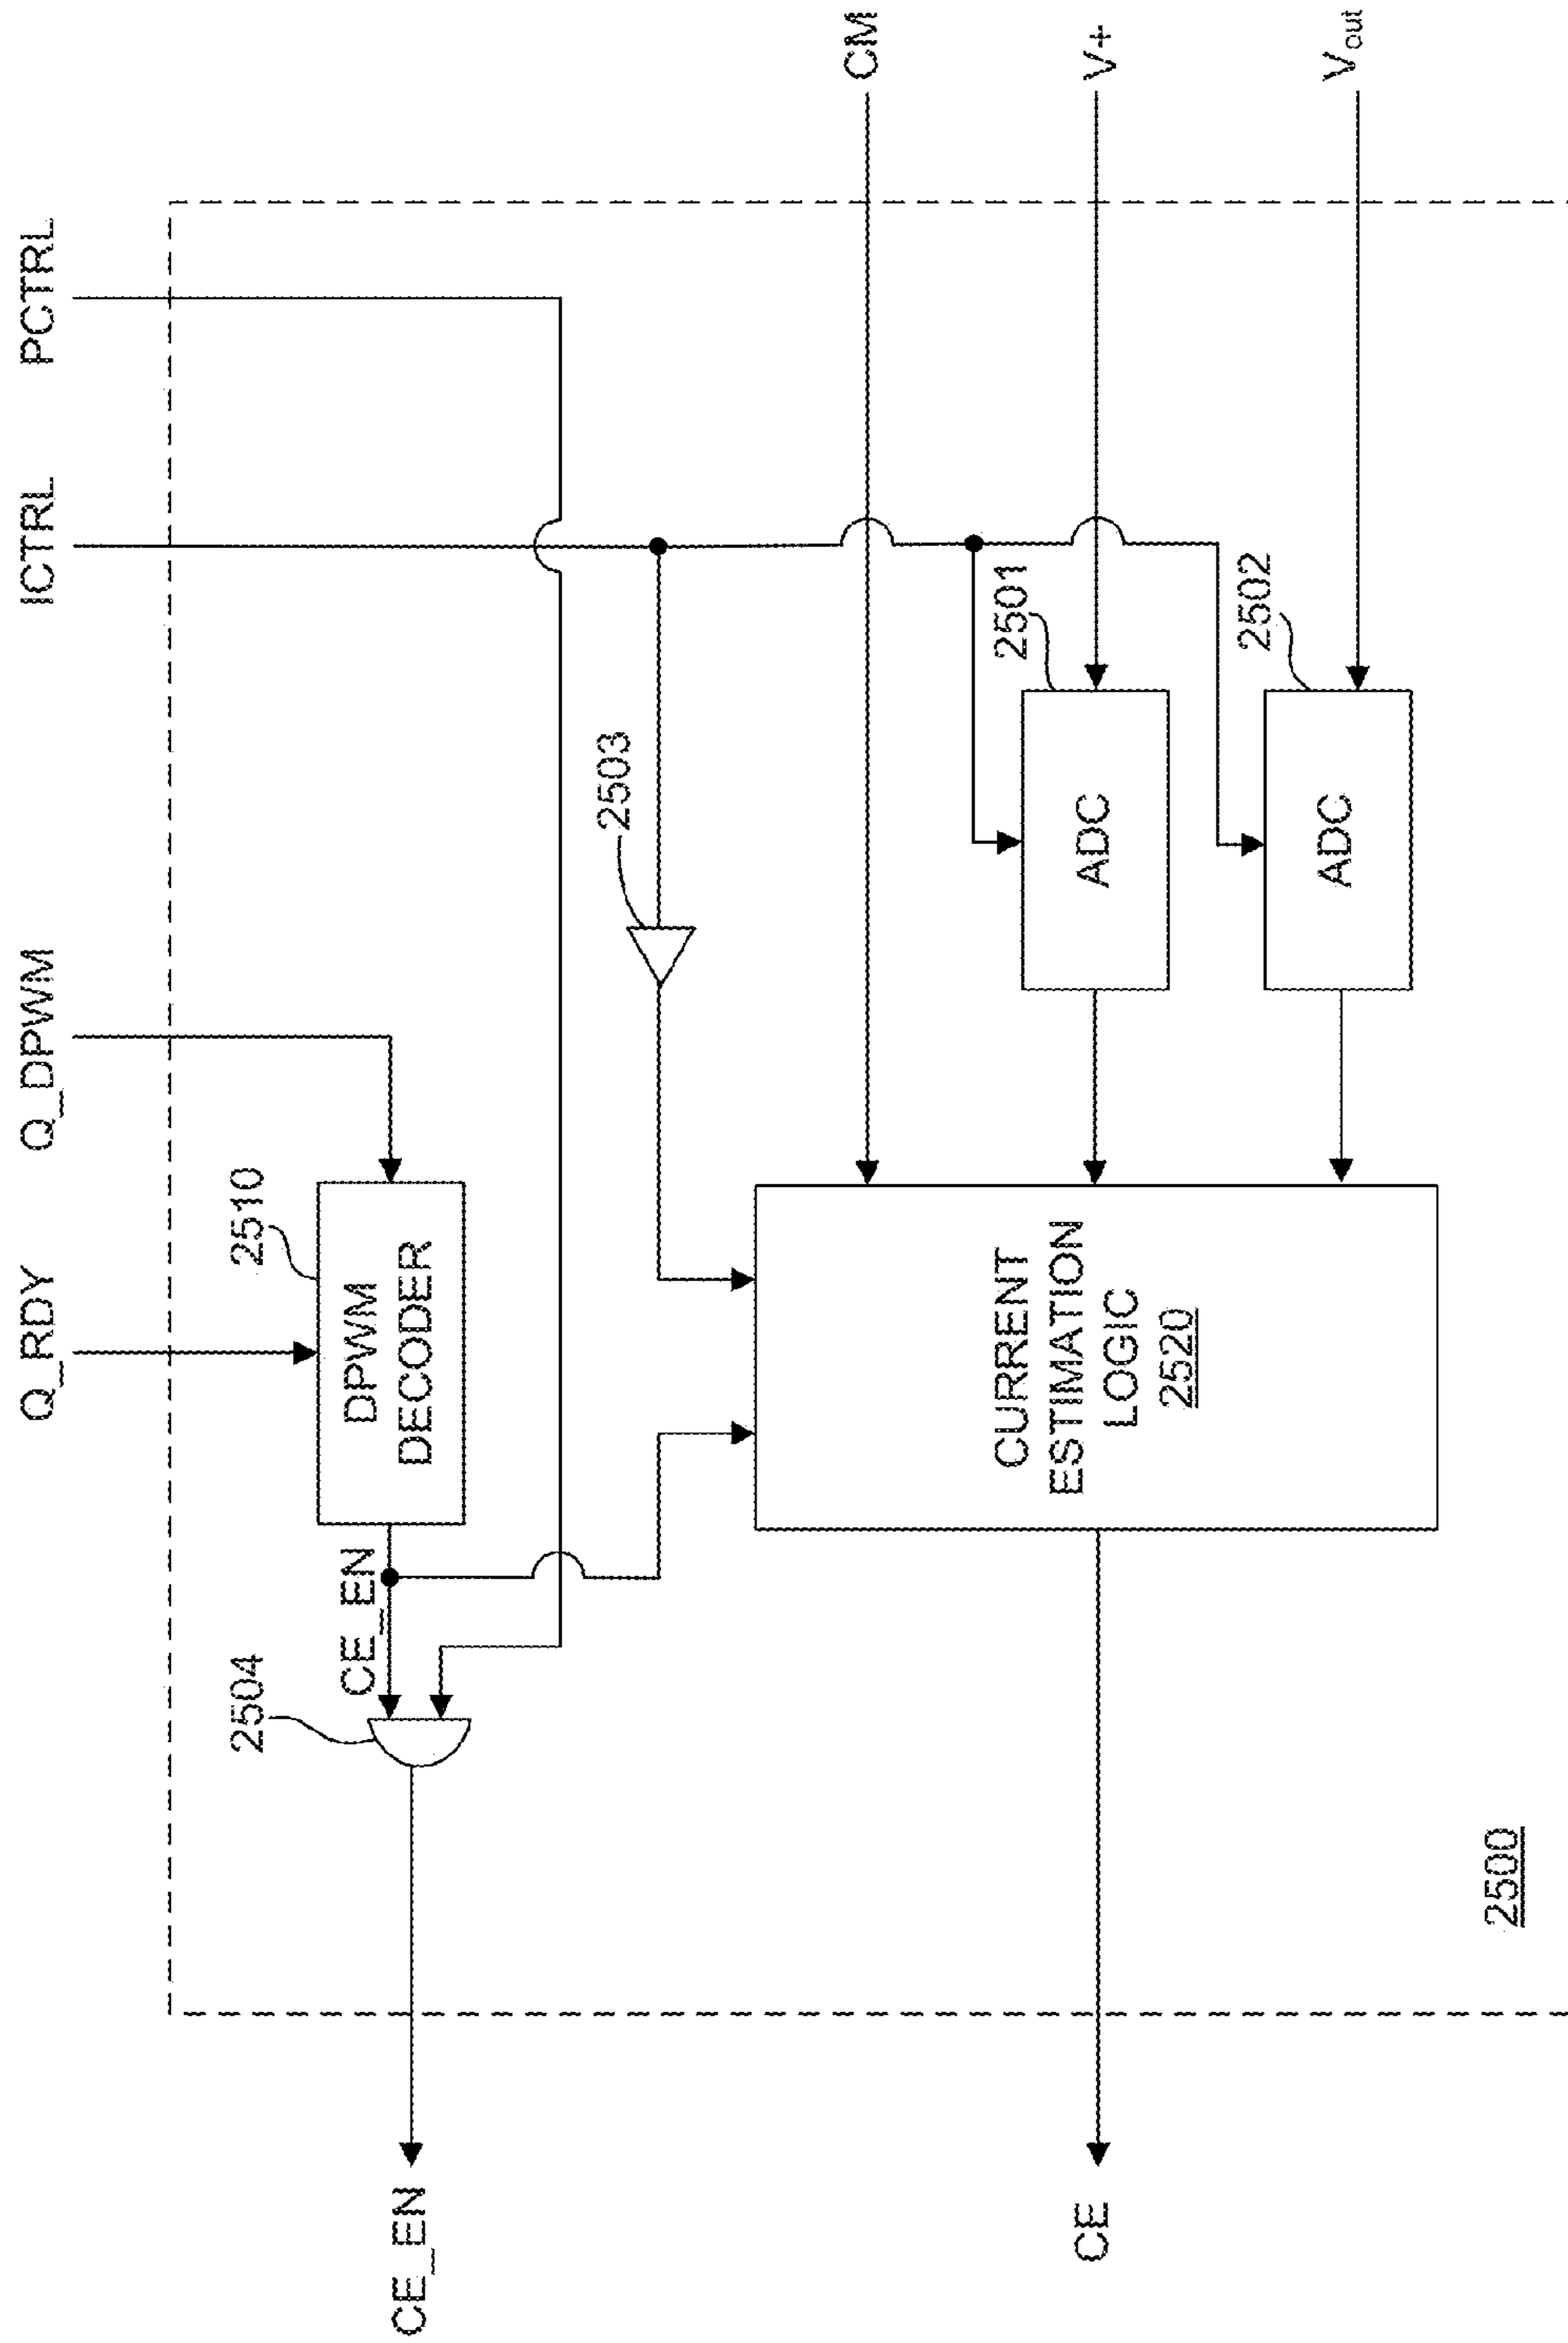 Q_RDY
Q_DPWM
ICTRL
PCTRL
2510
DPWM
DECODER
CE_EN
2504
CE_EN
2503
CM
V+
Vout
2501
ADC
2502
ADC
CURRENT
ESTIMATION
LOGIC
2520
CE
2500